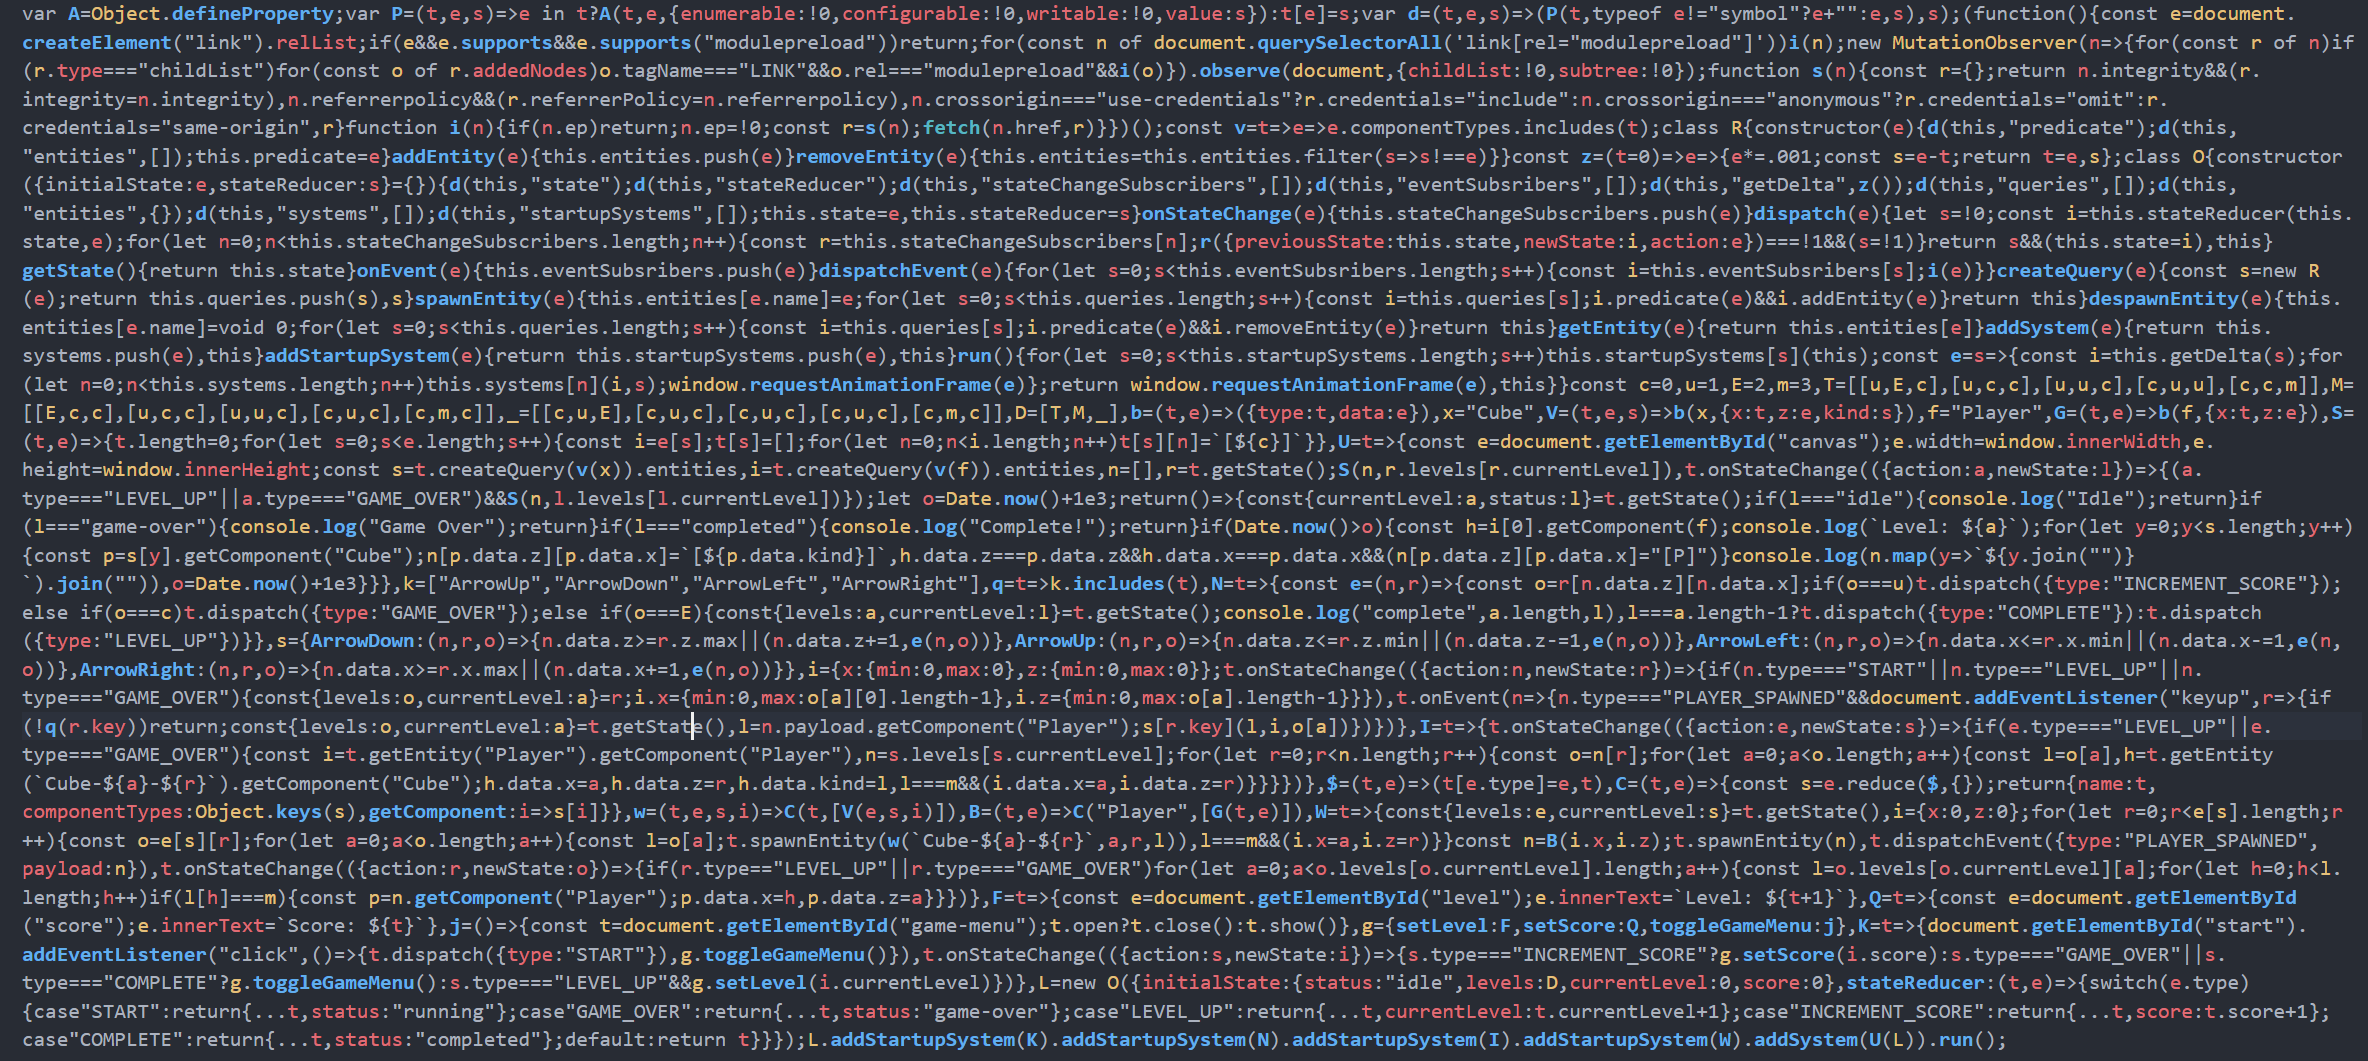 var A=Object.defineProperty;var P=(t,e,s)=>e in t?A(t,e,{enumerable:!0,configurable:!0,writable:!0,value:s}):t[e]=s;var d=(t,e,s)=>(P(t,typeof e!="symbol"?e+"":e,s),s);(function(){const e=document.
createElement("link").relList;if(e&&e.supports&&e.supports("modulepreload"))return;for(const n of document.querySelectorAll('link[rel="modulepreload"]'))i(n);new MutationObserver(n=>{for(const r of n)if
(r.type==="childList")for(const o of r.addedNodes)o.tagName==="LINK"&&o.rel==="modulepreload"&&i(o)}).observe(document,{childList:!0,subtree:!0});function s(n){const r={};return n.integrity&&(r.
integrity=n.integrity),n.referrerpolicy&&(r.referrerPolicy=n.referrerpolicy),n.crossorigin==="use-credentials"?r.credentials="include":n.crossorigin==="anonymous"?r.credentials="omit":r.
credentials="same-origin",r}function i(n){if(n.ep)return;n.ep=!0;const r=s(n);fetch(n.href,r)}})();const v=t=>e=>e.componentTypes.includes(t);class R{constructor(e){d(this,"predicate");d(this,
"entities",[]);this.predicate=e}addEntity(e){this.entities.push(e)}removeEntity(e){this.entities=this.entities.filter(s=>s!==e)}}const z=(t=0)=>e=>{e*=.001;const s=e-t;return t=e,s};class O{constructor
({initialState:e,stateReducer:s}={}){d(this,"state");d(this,"stateReducer");d(this,"stateChangeSubscribers",[]);d(this,"eventSubsribers",[]);d(this,"getDelta",z());d(this,"queries",[]);d(this,
"entities",{});d(this,"systems",[]);d(this,"startupSystems",[]);this.state=e,this.stateReducer=s}onStateChange(e){this.stateChangeSubscribers.push(e)}dispatch(e){let s=!0;const i=this.stateReducer(this.
state,e);for(let n=0;n<this.stateChangeSubscribers.length;n++){const r=this.stateChangeSubscribers[n];r({previousState:this.state,newState:i,action:e})===!1&&(s=!1)}return s&&(this.state=i),this}
getState(){return this.state}onEvent(e){this.eventSubsribers.push(e)}dispatchEvent(e){for(let s=0;s<this.eventSubsribers.length;s++){const i=this.eventSubsribers[s];i(e)}}createQuery(e){const s=new R
(e);return this.queries.push(s),s}spawnEntity(e){this.entities[e.name]=e;for(let s=0;s<this.queries.length;s++){const i=this.queries[s];i.predicate(e)&&i.addEntity(e)}return this}despawnEntity(e){this.
entities[e.name]=void 0;for(let s=0;s<this.queries.length;s++){const i=this.queries[s];i.predicate(e)&&i.removeEntity(e)}return this}getEntity(e){return this.entities[e]}addSystem(e){return this.
systems.push(e),this}addStartupSystem(e){return this.startupSystems.push(e),this}run(){for(let s=0;s<this.startupSystems.length;s++)this.startupSystems[s](this);const e=s=>{const i=this.getDelta(s);for
(let n=0;n<this.systems.length;n++)this.systems[n](i,s);window.requestAnimationFrame(e)};return window.requestAnimationFrame(e),this}}const c=0,u=1,E=2,m=3,T=[[u,E,c],[u,c,c],[u,u,c],[c,u,u],[c,c,m]],M=
[[E,c,c],[u,c,c],[u,u,c],[c,u,c],[c,m,c]],_=[[c,u,E],[c,u,c],[c,u,c],[c,u,c],[c,m,c]],D=[T,M,_],b=(t,e)=>({type:t,data:e}),x="Cube",V=(t,e,s)=>b(x,{x:t,z:e,kind:s}),f="Player",G=(t,e)=>b(f,{x:t,z:e}),S=
(t,e)=>{t.length=0;for(let s=0;s<e.length;s++){const i=e[s];t[s]=[];for(let n=0;n<i.length;n++)t[s][n]=`[${c}]`}},U=t=>{const e=document.getElementById("canvas");e.width=window.innerWidth,e.
height=window.innerHeight;const s=t.createQuery(v(x)).entities,i=t.createQuery(v(f)).entities,n=[],r=t.getState();S(n,r.levels[r.currentLevel]),t.onStateChange(({action:a,newState:l})=>{(a.
type==="LEVEL_UP"||a.type==="GAME_OVER")&&S(n,l.levels[l.currentLevel])});let o=Date.now()+1e3;return()=>{const{currentLevel:a,status:l}=t.getState();if(l==="idle"){console.log("Idle");return}if
(l==="game-over"){console.log("Game Over");return}if(l==="completed"){console.log("Complete!");return}if(Date.now()>o){const h=i[0].getComponent(f);console.log(`Level: ${a}`);for(let y=0;y<s.length;y++)
{const p=s[y].getComponent("Cube");n[p.data.z][p.data.x]=`[${p.data.kind}]`,h.data.z===p.data.z&&h.data.x===p.data.x&&(n[p.data.z][p.data.x]="[P]")}console.log(n.map(y=>`${y.join("")}
`).join("")),o=Date.now()+1e3}}},k=["ArrowUp","ArrowDown","ArrowLeft","ArrowRight"],q=t=>k.includes(t),N=t=>{const e=(n,r)=>{const o=r[n.data.z][n.data.x];if(o===u)t.dispatch({type:"INCREMENT_SCORE"});
else if(o===c)t.dispatch({type:"GAME_OVER"});else if(o===E){const{levels:a,currentLevel:l}=t.getState();console.log("complete",a.length,l),l===a.length-1?t.dispatch({type:"COMPLETE"}):t.dispatch
({type:"LEVEL_UP"})}},s={ArrowDown:(n,r,o)=>{n.data.z>=r.z.max||(n.data.z+=1,e(n,o))},ArrowUp:(n,r,o)=>{n.data.z<=r.z.min||(n.data.z-=1,e(n,o))},ArrowLeft:(n,r,o)=>{n.data.x<=r.x.min||(n.data.x-=1,e(n,
o))},ArrowRight:(n,r,o)=>{n.data.x>=r.x.max||(n.data.x+=1,e(n,o))}},i={x:{min:0,max:0},z:{min:0,max:0}};t.onStateChange(({action:n,newState:r})=>{if(n.type==="START"||n.type==="LEVEL_UP"||n.
type==="GAME_OVER"){const{levels:o,currentLevel:a}=r;i.x={min:0,max:o[a][0].length-1},i.z={min:0,max:o[a].length-1}}}),t.onEvent(n=>{n.type==="PLAYER_SPAWNED"&&document.addEventListener("keyup",r=>{if
(!q(r.key))return;const{levels:o,currentLevel:a}=t.getState(),l=n.payload.getComponent("Player");s[r.key](l,i,o[a])})})},I=t=>{t.onStateChange(({action:e,newState:s})=>{if(e.type==="LEVEL_UP"||e.
type==="GAME_OVER"){const i=t.getEntity("Player").getComponent("Player"),n=s.levels[s.currentLevel];for(let r=0;r<n.length;r++){const o=n[r];for(let a=0;a<o.length;a++){const l=o[a],h=t.getEntity
(`Cube-${a}-${r}`).getComponent("Cube");h.data.x=a,h.data.z=r,h.data.kind=l,l===m&&(i.data.x=a,i.data.z=r)}}}})},$=(t,e)=>(t[e.type]=e,t),C=(t,e)=>{const s=e.reduce($,{});return{name:t,
componentTypes:Object.keys(s),getComponent:i=>s[i]}},w=(t,e,s,i)=>C(t,[V(e,s,i)]),B=(t,e)=>C("Player",[G(t,e)]),W=t=>{const{levels:e,currentLevel:s}=t.getState(),i={x:0,z:0};for(let r=0;r<e[s].length;r
++){const o=e[s][r];for(let a=0;a<o.length;a++){const l=o[a];t.spawnEntity(w(`Cube-${a}-${r}`,a,r,l)),l===m&&(i.x=a,i.z=r)}}const n=B(i.x,i.z);t.spawnEntity(n),t.dispatchEvent({type:"PLAYER_SPAWNED",
payload:n}),t.onStateChange(({action:r,newState:o})=>{if(r.type==="LEVEL_UP"||r.type==="GAME_OVER")for(let a=0;a<o.levels[o.currentLevel].length;a++){const l=o.levels[o.currentLevel][a];for(let h=0;h<l.
length;h++)if(l[h]===m){const p=n.getComponent("Player");p.data.x=h,p.data.z=a}}})},F=t=>{const e=document.getElementById("level");e.innerText=`Level: ${t+1}`},Q=t=>{const e=document.getElementById
("score");e.innerText=`Score: ${t}`},j=()=>{const t=document.getElementById("game-menu");t.open?t.close():t.show()},g={setLevel:F,setScore:Q,toggleGameMenu:j},K=t=>{document.getElementById("start").
addEventListener("click",()=>{t.dispatch({type:"START"}),g.toggleGameMenu()}),t.onStateChange(({action:s,newState:i})=>{s.type==="INCREMENT_SCORE"?g.setScore(i.score):s.type==="GAME_OVER"||s.
type==="COMPLETE"?g.toggleGameMenu():s.type==="LEVEL_UP"&&g.setLevel(i.currentLevel)})},L=new O({initialState:{status:"idle",levels:D,currentLevel:0,score:0},stateReducer:(t,e)=>{switch(e.type)
{case"START":return{...t,status:"running"};case"GAME_OVER":return{...t,status:"game-over"};case"LEVEL_UP":return{...t,currentLevel:t.currentLevel+1};case"INCREMENT_SCORE":return{...t,score:t.score+1};
case"COMPLETE":return{...t,status:"completed"};default:return t}}});L.addStartupSystem(K).addStartupSystem(N).addStartupSystem(I).addStartupSystem(W).addSystem(U(L)).run();